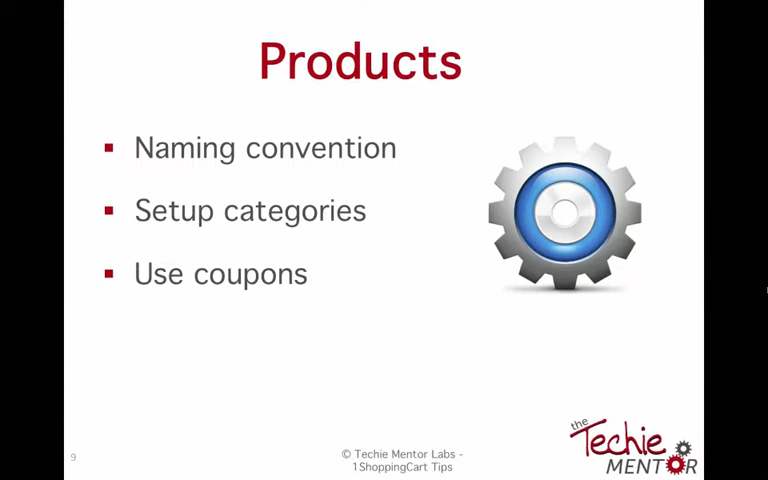 Products
Naming convention
Setup categories
Use coupons
9
© Techie Mentor Labs -
1ShoppingCart Tips
the
Techie
MENTOR